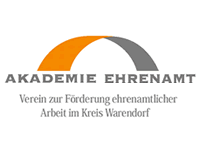 AKADEMIE EHRENAMT
Verein zur Förderung ehrenamtlicher
Arbeit im Kreis Warendorf